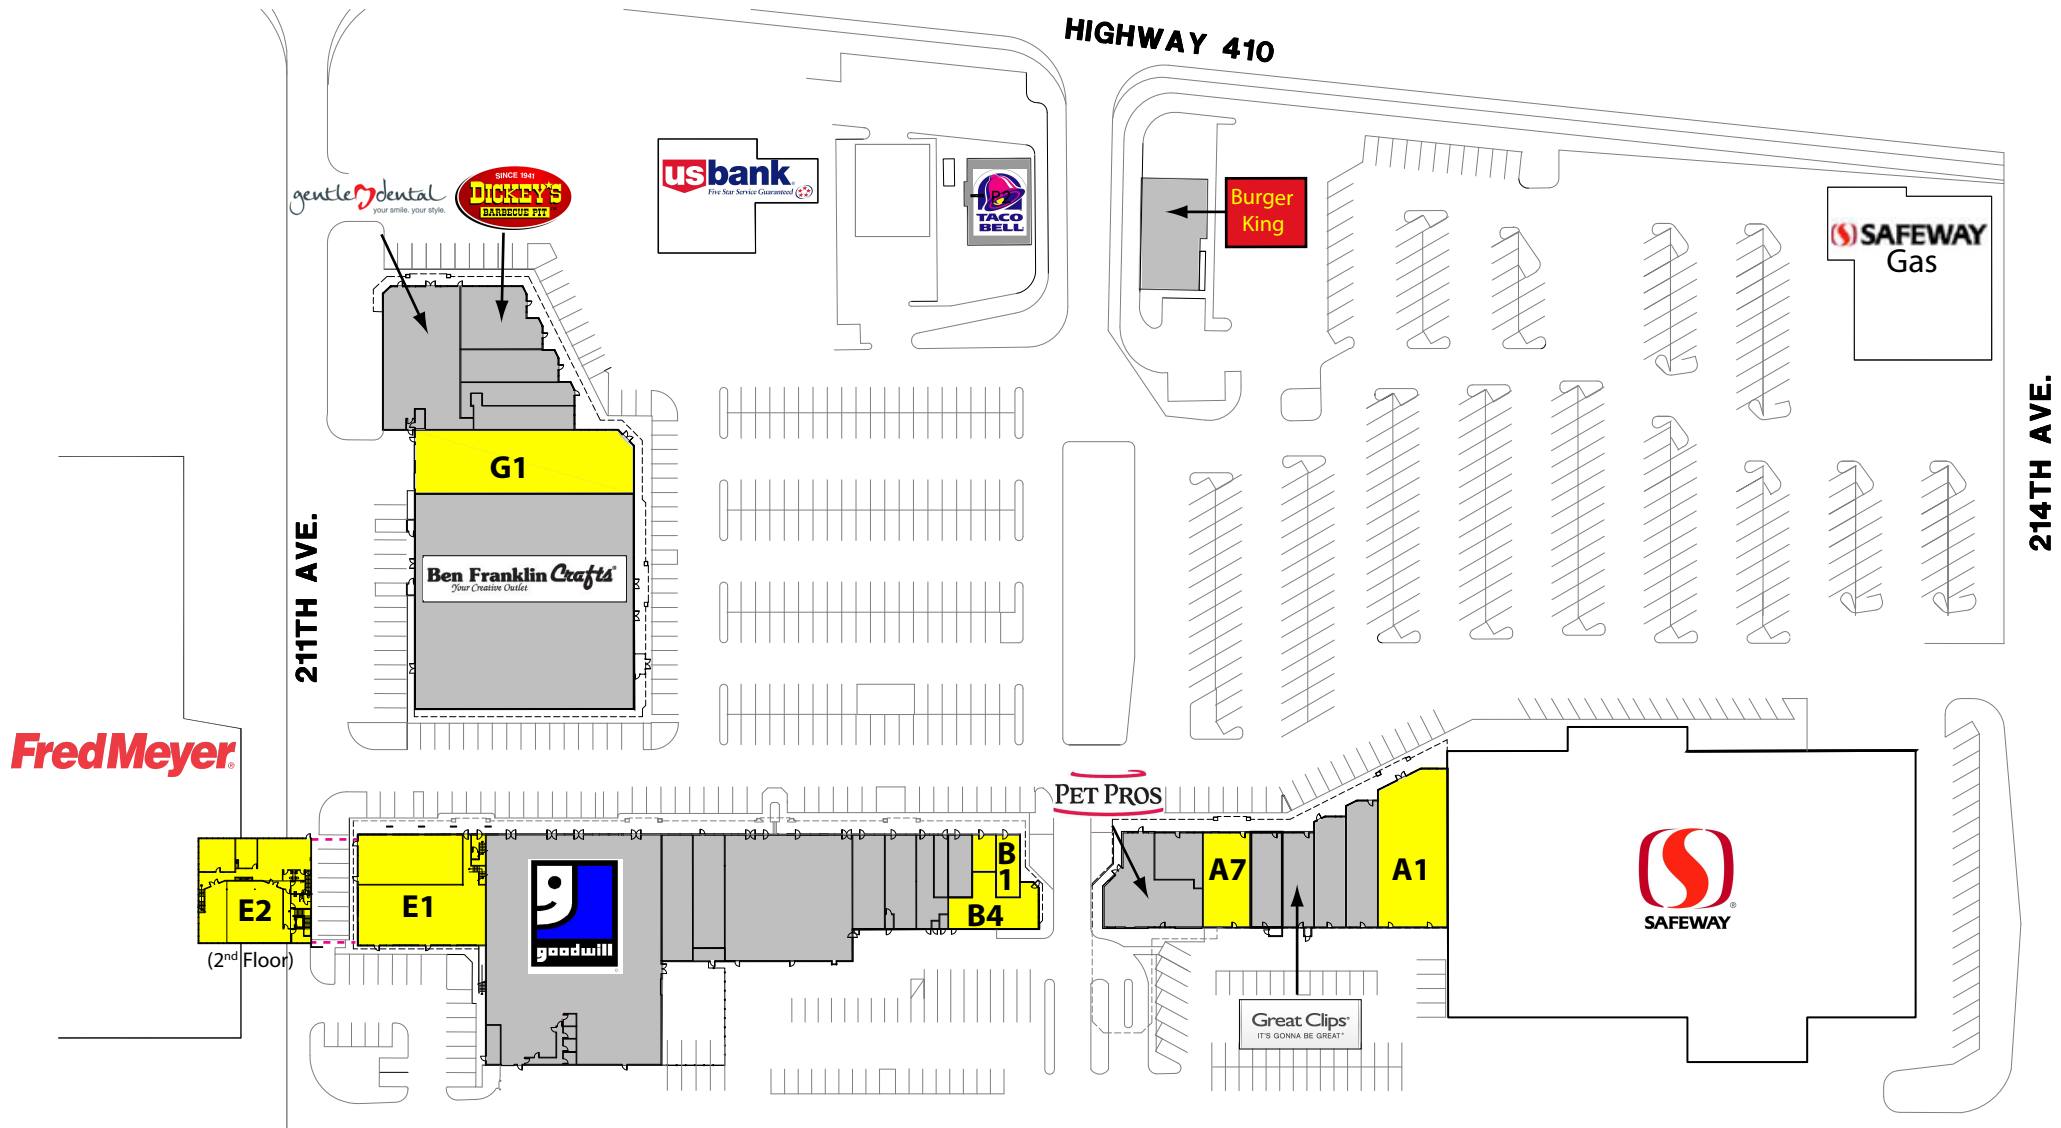 HIGHWAY 410
gentle dental
your smile. your style.
SINCE 1941
DICKEY'S
BARBECUE PIT
usbank
Five Star Service Guaranteed
TACO
BELL
Burger
King
SAFEWAY
Gas
214TH AVE.
G1
211TH AVE.
Ben Franklin Crafts
Your Creative Outlet
FredMeyer®
PET PROS
E2
(2nd Floor)
E1
goodwill
B
1
B4
A7
A1
SAFEWAY®
Great Clips®
IT'S GONNA BE GREAT®